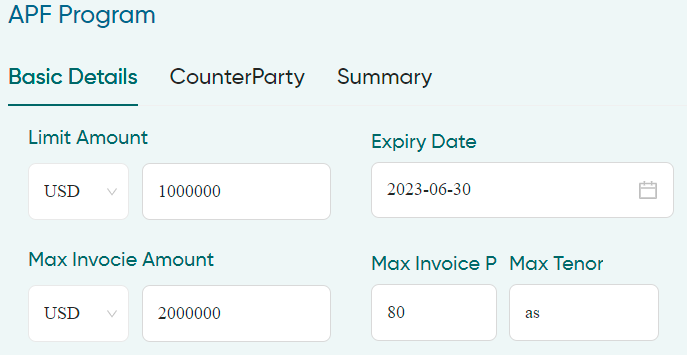 APF Program
Basic Details CounterParty Summary
Limit Amount Expiry Date
USD 1000000 2023-06-30
Max Invocie Amount Max Invoice P Max Tenor
USD 2000000 80 as